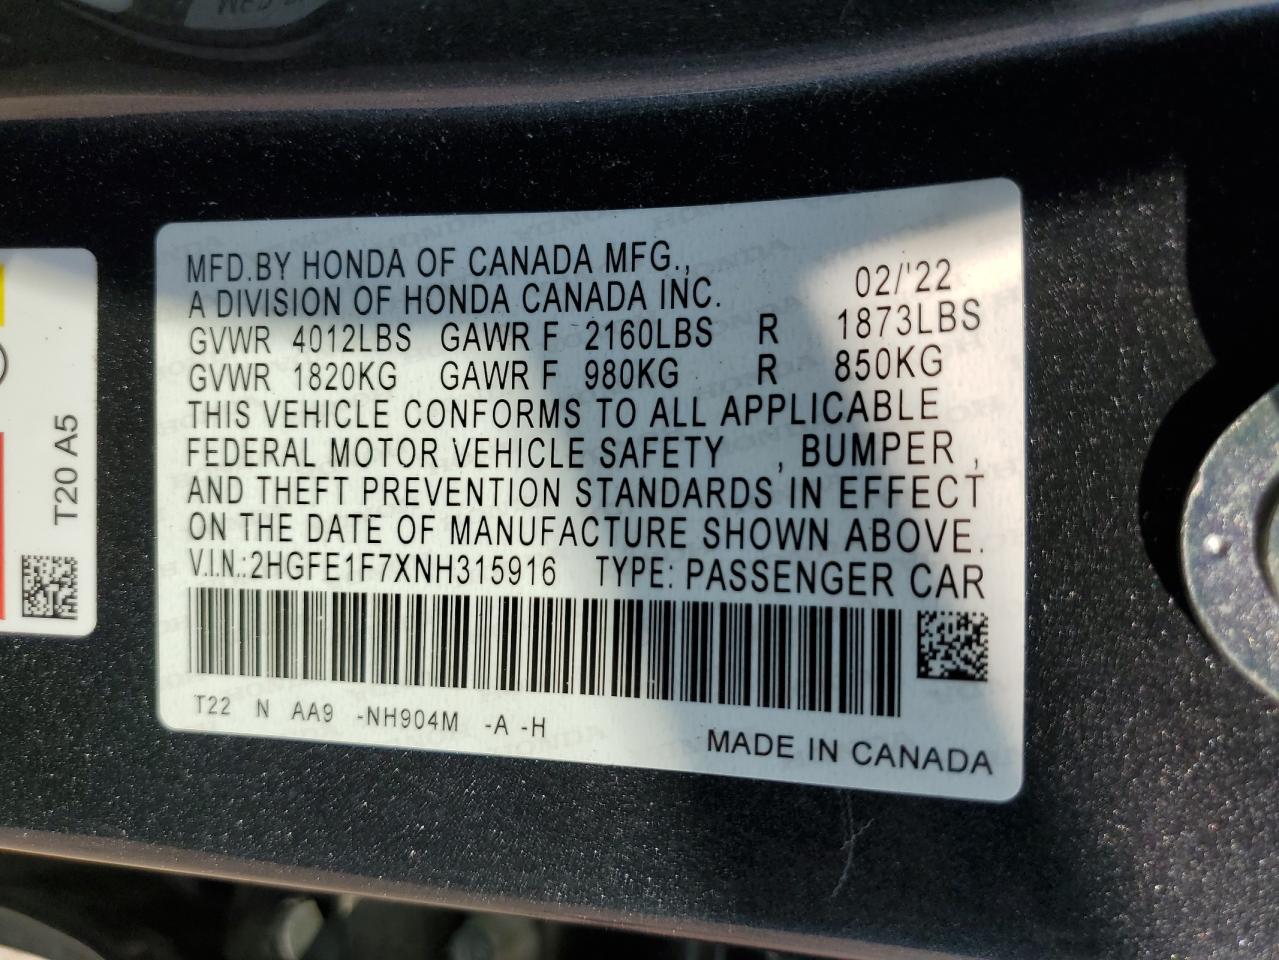 MFD.BY HONDA OF CANADA MFG.,
A DIVISION OF HONDA CANADA INC. 02/'22
GVWR 4012LBS GAWR F 2160LBS R 1873LBS
GVWR 1820KG GAWR F 980KG R 850KG
THIS VEHICLE CONFORMS TO ALL APPLICABLE
FEDERAL MOTOR VEHICLE SAFETY , BUMPER ,
AND THEFT PREVENTION STANDARDS IN EFFECT
ON THE DATE OF MANUFACTURE SHOWN ABOVE.
V.I.N.:2HGFE1F7XNH315916 TYPE: PASSENGER CAR
T22 N AA9 -NH904M -A -H
MADE IN CANADA
T20 A5